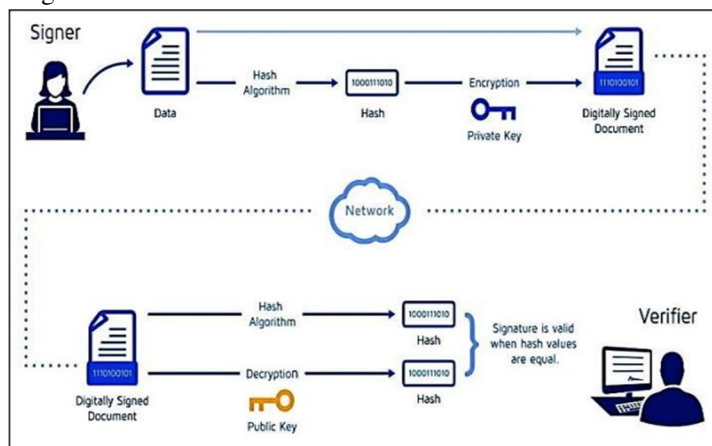 Signer
Data
Hash
Algorithm
1000111010
Hash
Encryption
Private Key
1110100101
Digitally Signed
Document
Network
1110100101
Digitally Signed
Document
Hash
Algorithm
1000111010
Hash
Decryption
Public Key
1000111010
Hash
Signature is valid
when hash values
are equal.
Verifier